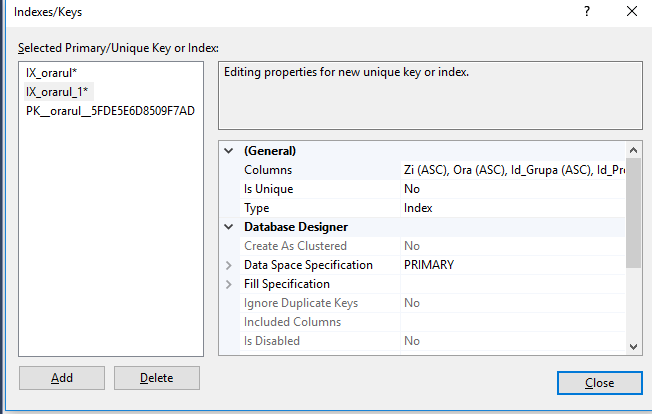 Indexes/Keys
Selected Primary/Unique Key or Index:
IX_orarul*
IX_orarul_1*
PK__orarul__5FDE5E6D8509F7AD
Editing properties for new unique key or index.
(General)
Columns Zi (ASC), Ora (ASC), Id_Grupa (ASC), Id_Pr
Is Unique No
Type Index
Database Designer
Create As Clustered No
Data Space Specification PRIMARY
Fill Specification
Ignore Duplicate Keys No
Included Columns
Is Disabled No
Add Delete
Close